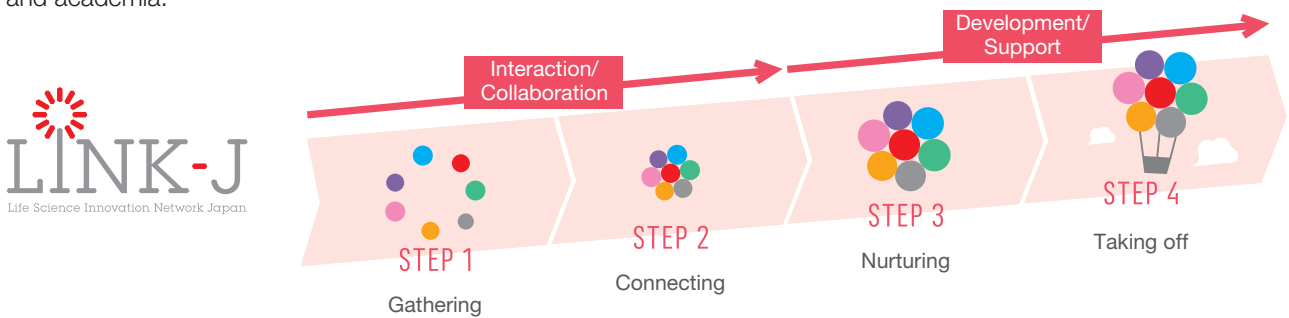 and academia.
Development/
Support
Interaction/
Collaboration
LINK-J
Life Science Innovation Network Japan
STEP 1
Gathering
STEP 2
Connecting
STEP 3
Nurturing
STEP 4
Taking off